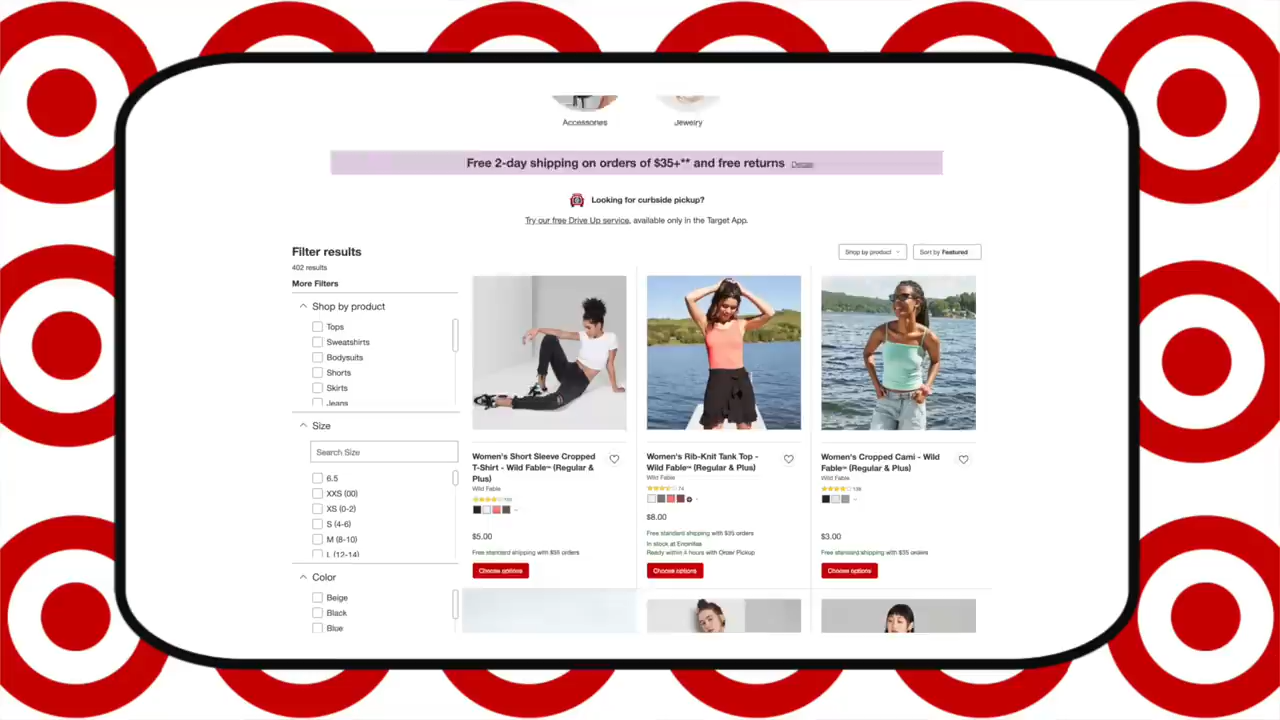 Accessories
Jewelry
Free 2-day shipping on orders of $35+** and free returns
Looking for curbside pickup?
Try our free Drive Up service, available only in the Target App.
Filter results
402 results
More Filters
Shop by product
Tops
Sweatshirts
Bodysuits
Shorts
Skirts
Jeans
Size
Search Size
6.5
XXS (00)
XS (0-2)
S (4-6)
M (8-10)
L (12-14)
Color
Beige
Black
Blue
Shop by product
Sort by Featured
Women's Short Sleeve Cropped
T-Shirt - Wild Fable™ (Regular &
Plus)
Wild Fable
$5.00
Free standard shipping with $35 orders
Choose options
Women's Rib-Knit Tank Top -
Wild Fable™ (Regular & Plus)
Wild Fable
74
$8.00
Free standard shipping with $35 orders
In stock at Encinitas
Ready within 4 hours with Order Pickup
Choose options
Women's Cropped Cami - Wild
Fable™ (Regular & Plus)
Wild Fable
$3.00
Free standard shipping with $35 orders
Choose options